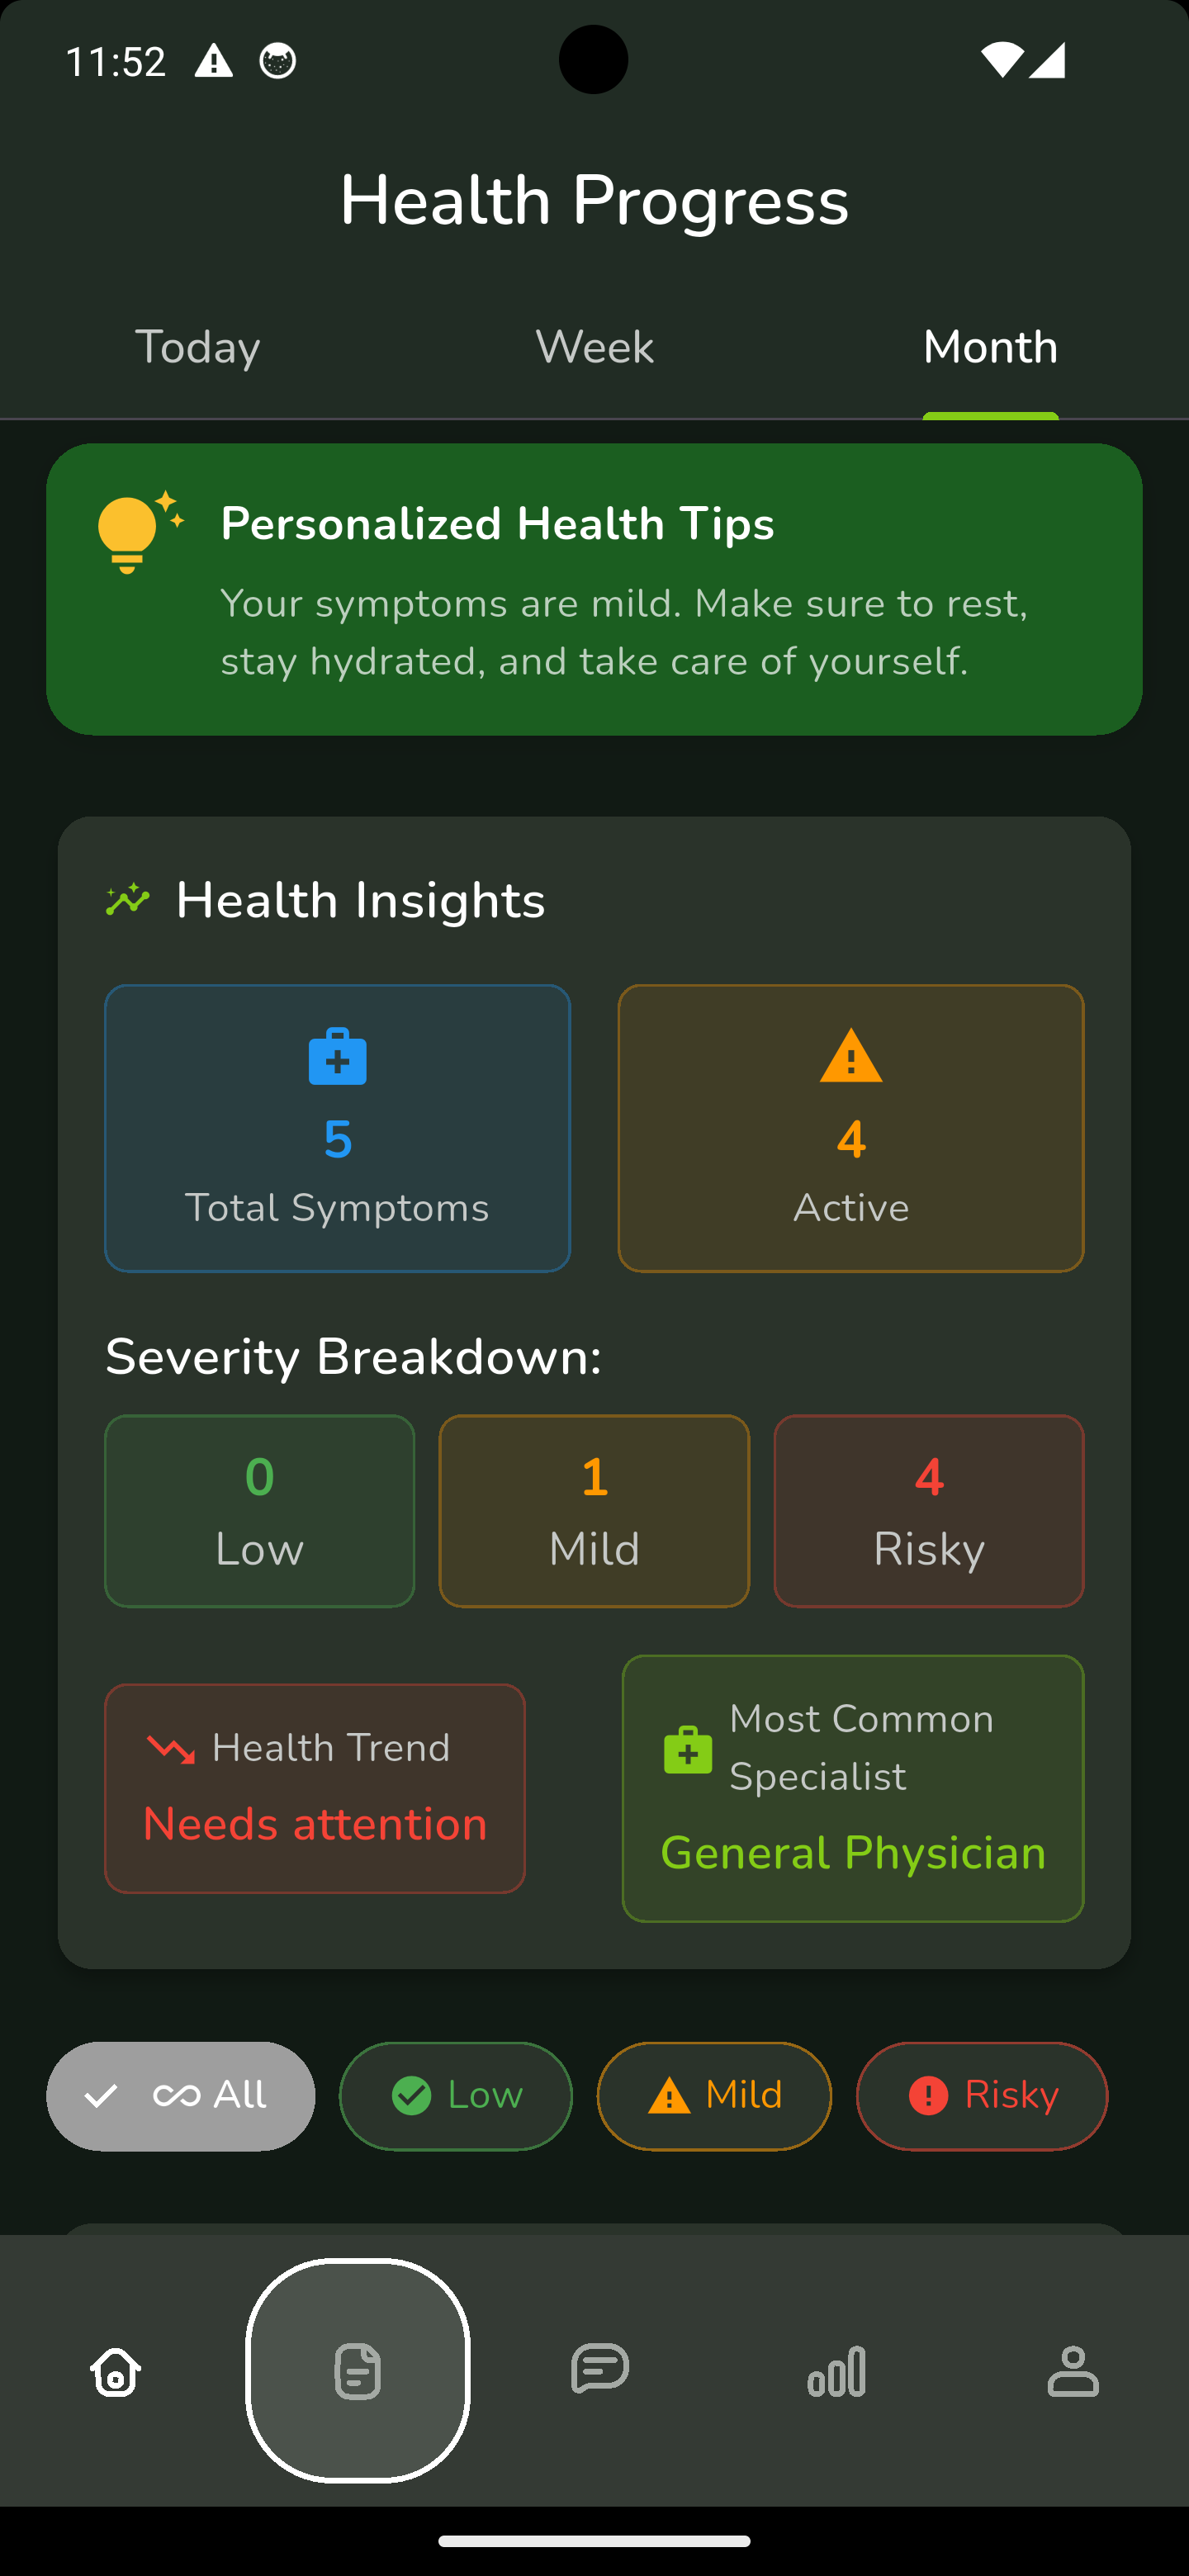 11:52
Health Progress
Today Week Month
Personalized Health Tips
Your symptoms are mild. Make sure to rest,
stay hydrated, and take care of yourself.
Health Insights
5 4
Total Symptoms Active
Severity Breakdown:
0 1 4
Low Mild Risky
Health Trend
Needs attention
Most Common
Specialist
General Physician
All Low Mild Risky